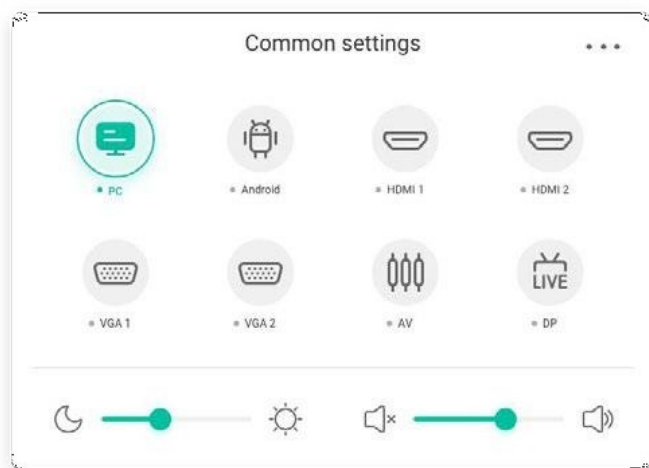 Common settings
PC
Android
HDMI 1
HDMI 2
VGA 1
VGA 2
AV
LIVE
DP